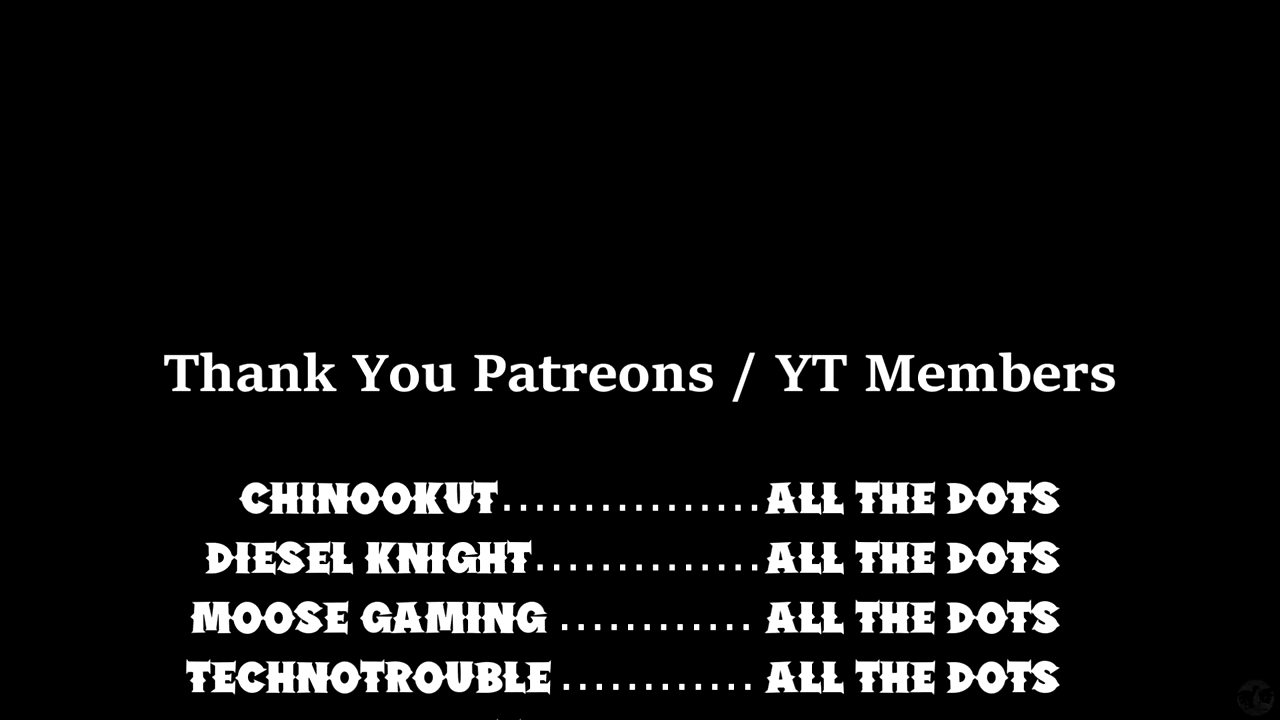 Thank You Patreons / YT Members
CHINOOKUT................ALL THE DOTS
DIESEL KNIGHT..............ALL THE DOTS
MOOSE GAMING ............ ALL THE DOTS
TECHNOTROUBLE ............ ALL THE DOTS